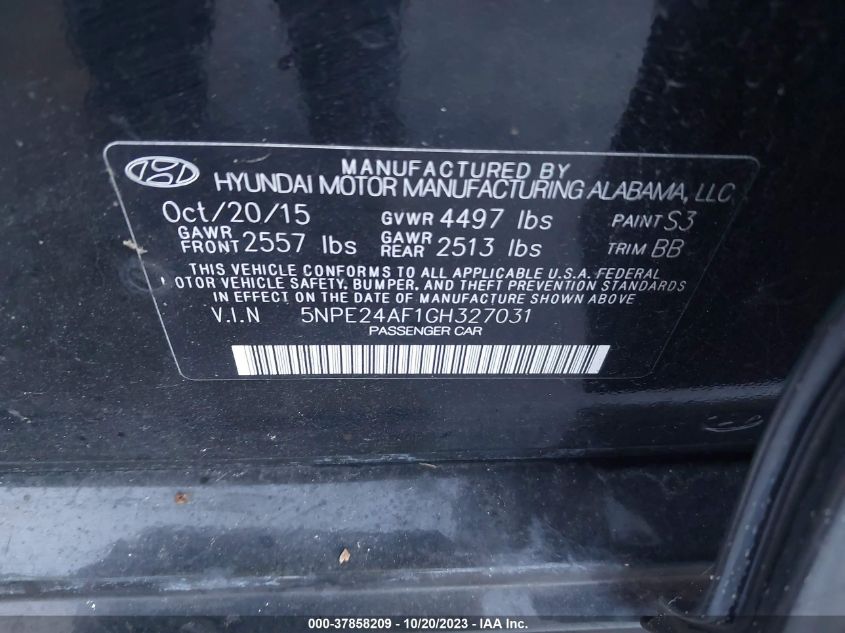 MANUFACTURED BY
HYUNDAI MOTOR MANUFACTURING ALABAMA, LLC
Oct/20/15 GVWR 4497 lbs PAINT S3
GAWR FRONT 2557 lbs GAWR REAR 2513 lbs TRIM BB
THIS VEHICLE CONFORMS TO ALL APPLICABLE U.S.A. FEDERAL
OTOR VEHICLE SAFETY, BUMPER, AND THEFT PREVENTION STANDARDS
IN EFFECT ON THE DATE OF MANUFACTURE SHOWN ABOVE
V.I.N 5NPE24AF1GH327031
PASSENGER CAR
000-37858209 - 10/20/2023 - IAA Inc.